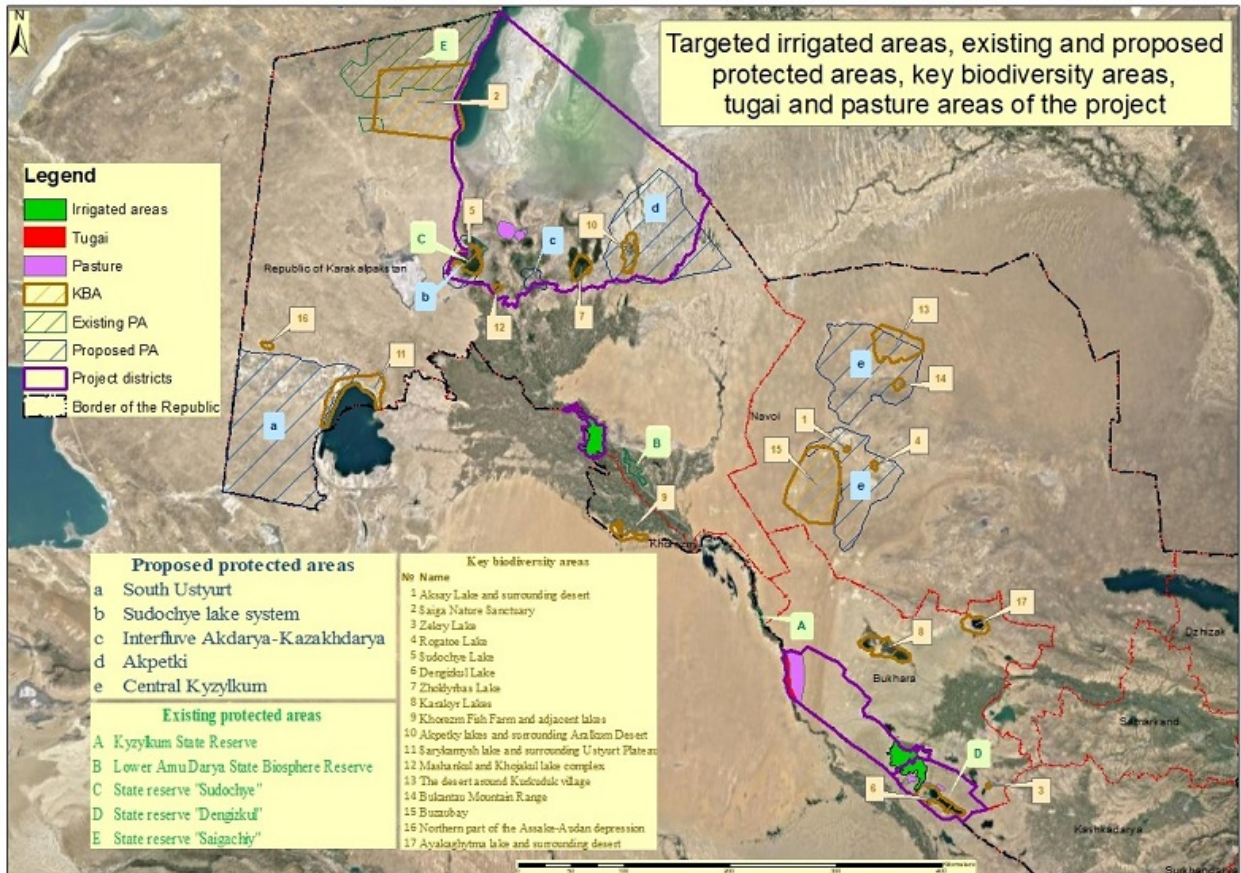 N
Targeted irrigated areas, existing and proposed
protected areas, key biodiversity areas,
tugai and pasture areas of the project
Legend
Irrigated areas
Tugai
Pasture
KBA
Existing PA
Proposed PA
Project districts
Border of the Republic
E
2
5
C
10
d
c
Republic of Karakalpakstan
b
12
7
16
11
a
13
e
14
Navoi
1
4
15
e
B
9
Khorezm
A
17
8
Dzhizak
Bukhara
Samarkand
D
6
3
Kashkadarya
Proposed protected areas
a South Ustyurt
b Sudochye lake system
c Interfluve Akdarya-Kazakhdarya
d Akpetki
e Central Kyzylkum
Existing protected areas
A Kyzylkum State Reserve
B Lower Amu Darya State Biosphere Reserve
C State reserve "Sudochye"
D State reserve "Dengizkul"
E State reserve "Saigachiy"
Key biodiversity areas
№ Name
1 Aksay Lake and surrounding desert
2 Saiga Nature Sanctuary
3 Zekry Lake
4 Rogatoe Lake
5 Sudochye Lake
6 Dengizkul Lake
7 Zholdyrbas Lake
8 Karakyr Lakes
9 Khorezm Fish Farm and adjacent lakes
10 Akpetky lakes and surrounding Aralkum Desert
11 Sarykamysh lake and surrounding Ustyurt Plateau
12 Mashankul and Khojakul lake complex
13 The desert around Kulkuduk village
14 Bukantau Mountain Range
15 Buzaubay
16 Northern part of the Assake-Audan depression
17 Ayakaghytma lake and surrounding desert